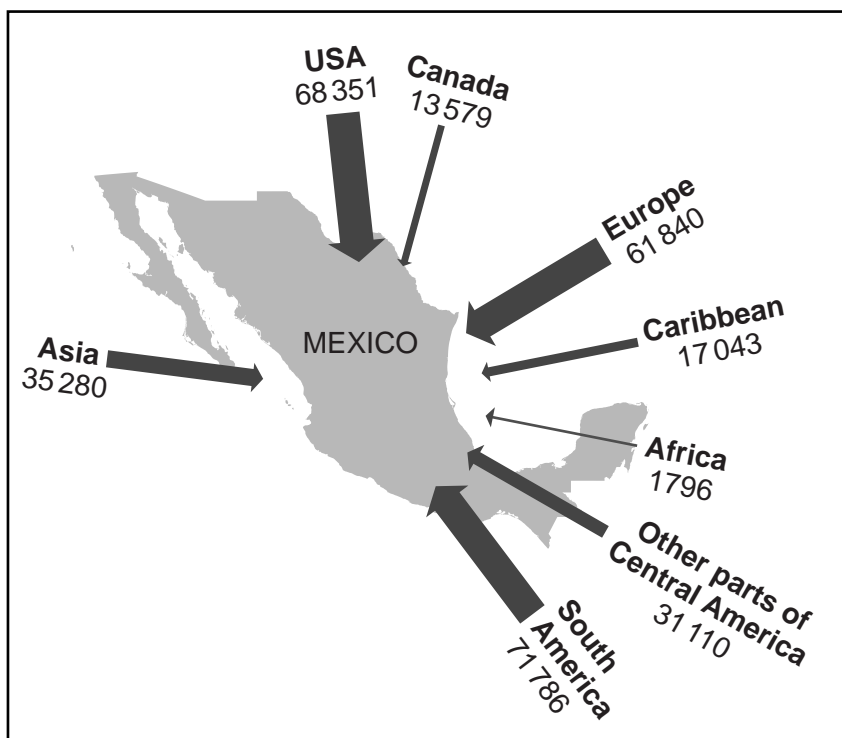 USA
68 351
Canada
13 579
Europe
61 840
Caribbean
17 043
MEXICO
Asia
35 280
Africa
1796
Other parts of
Central America
31 110
South
America
71 786